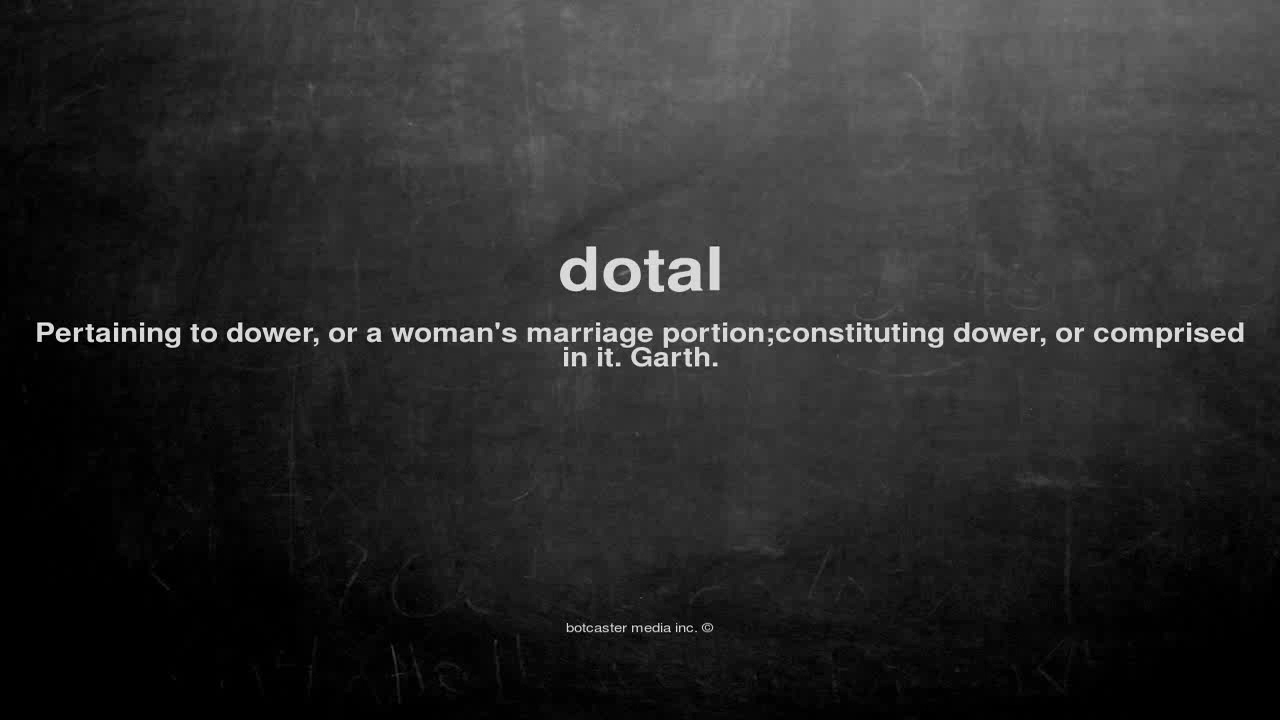 dotal
Pertaining to dower, or a woman's marriage portion;constituting dower, or comprised
in it. Garth.
botcaster media inc. ©